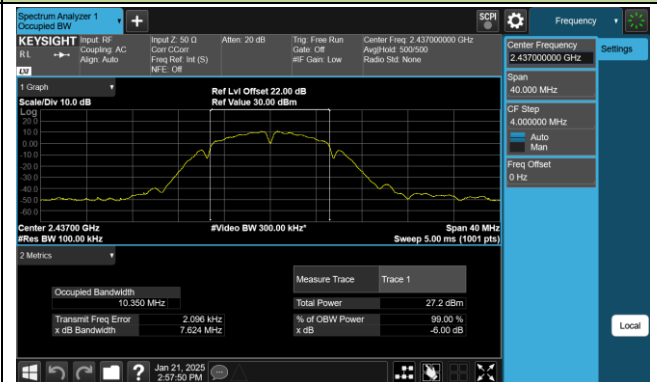 Spectrum Analyzer 1
Occupied BW
SCPI
Frequency
KEYSIGHT
R L
Input: RF
Coupling: AC
Align: Auto
Input Z: 50 Ω
Corr CCorr
Freq Ref: Int (S)
NFE: Off
Atten: 20 dB
Trig: Free Run
Gate: Off
#IF Gain: Low
Center Freq: 2.437000000 GHz
Avg|Hold: 500/500
Radio Std: None
Center Frequency
2.437000000 GHz
Settings
Span
40.000 MHz
CF Step
4.000000 MHz
Auto
Man
Freq Offset
0 Hz
1 Graph
Scale/Div 10.0 dB
Ref Lvl Offset 22.00 dB
Ref Value 30.00 dBm
Log
20.0
10.0
0.00
-10.0
-20.0
-30.0
-40.0
-50.0
-60.0
Center 2.43700 GHz
#Res BW 100.00 kHz
#Video BW 300.00 kHz*
Span 40 MHz
Sweep 5.00 ms (1001 pts)
2 Metrics
Measure Trace Trace 1
Occupied Bandwidth
10.350 MHz
Total Power 27.2 dBm
Transmit Freq Error 2.096 kHz
% of OBW Power 99.00 %
x dB Bandwidth 7.624 MHz
x dB -6.00 dB
Local
?
Jan 21, 2025
2:57:50 PM